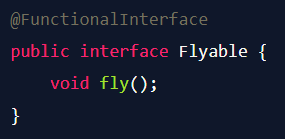 @FunctionalInterface
public interface Flyable {
    void fly();
}